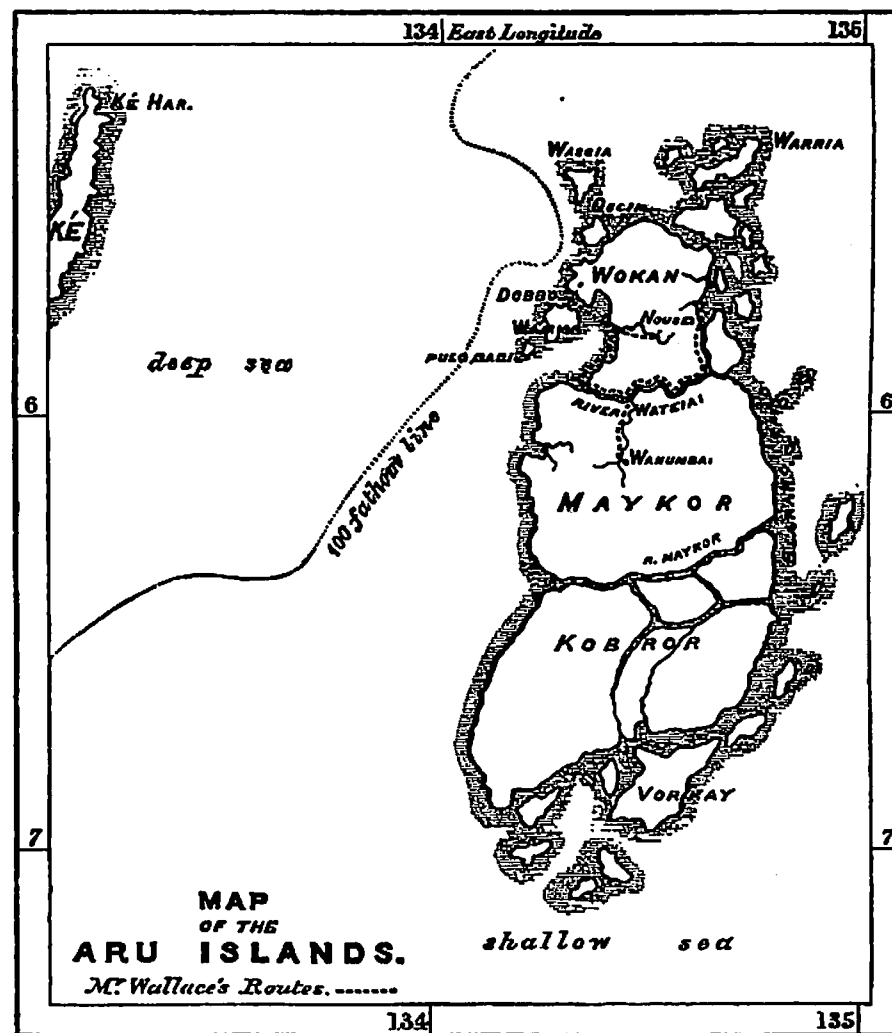 134 East Longitude 135
KÉ HAR.
WASSIA
WARRIA
KÉ
WOKAN
DOBBO
deep sea
PULO BABI
6 6
RIVER WATELAI
WANUMBAI
100 fathom line
MAYKOR
R. MAYKOR
KOBROR
VORKAY
7 7
MAP
OF THE
ARU ISLANDS.
shallow sea
Mr. Wallace's Routes.
134 135